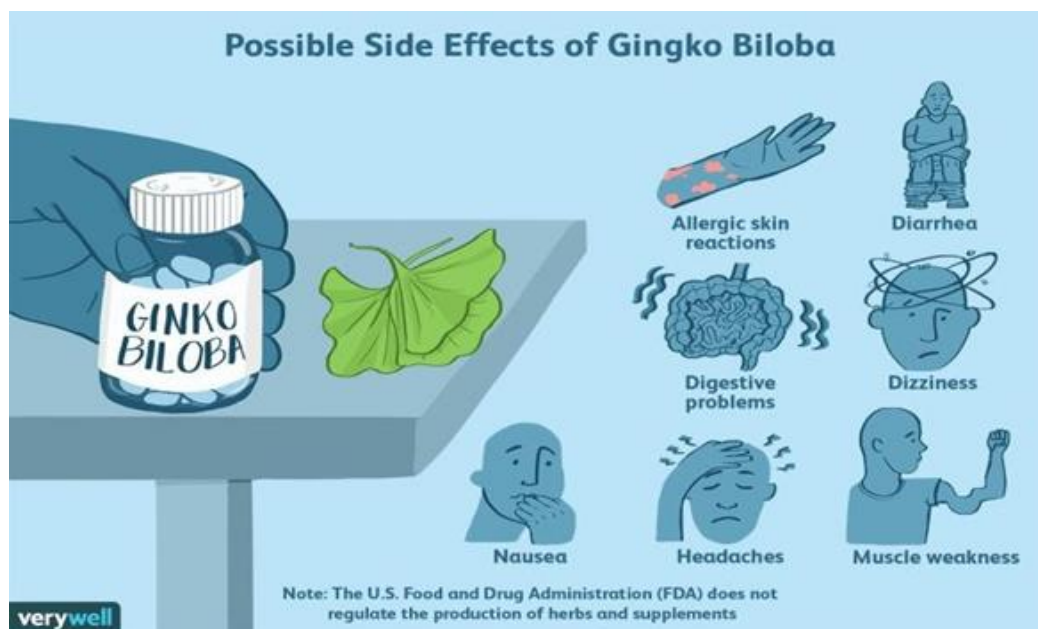 Possible Side Effects of Gingko Biloba
GINKO
BILOBA
Allergic skin
reactions
Diarrhea
Digestive
problems
Dizziness
Nausea
Headaches
Muscle weakness
Note: The U.S. Food and Drug Administration (FDA) does not
regulate the production of herbs and supplements
verywell